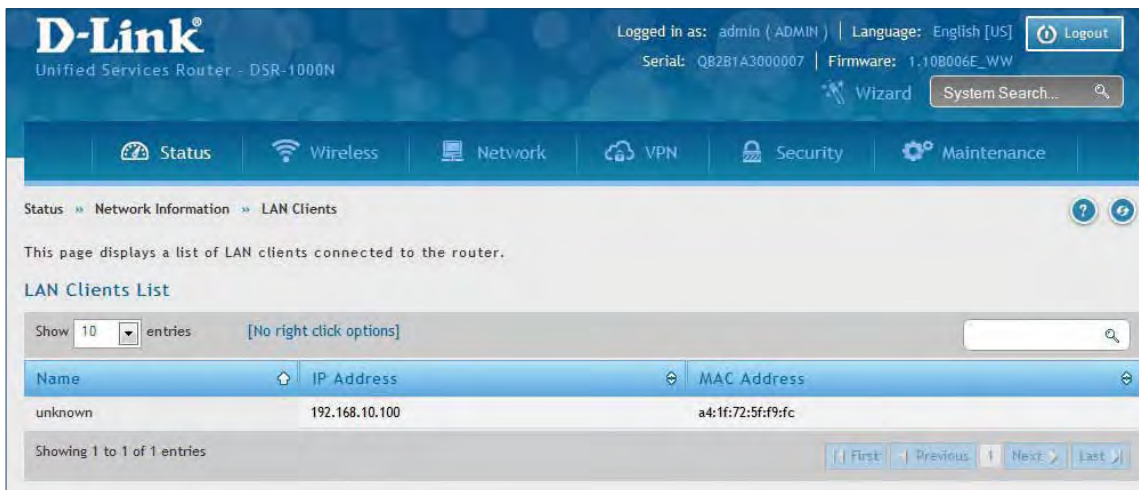 D-Link®
Logged in as: admin ( ADMIN ) | Language: English [US] Logout
Unified Services Router - DSR-1000N
Serial: QB2B1A3000007 | Firmware: 1.10B006E_WW
Wizard System Search...
Status Wireless Network VPN Security Maintenance
Status » Network Information » LAN Clients
This page displays a list of LAN clients connected to the router.
LAN Clients List
Show 10 entries [No right click options]
Name IP Address MAC Address
unknown 192.168.10.100 a4:1f:72:5f:f9:fc
Showing 1 to 1 of 1 entries First Previous 1 Next Last